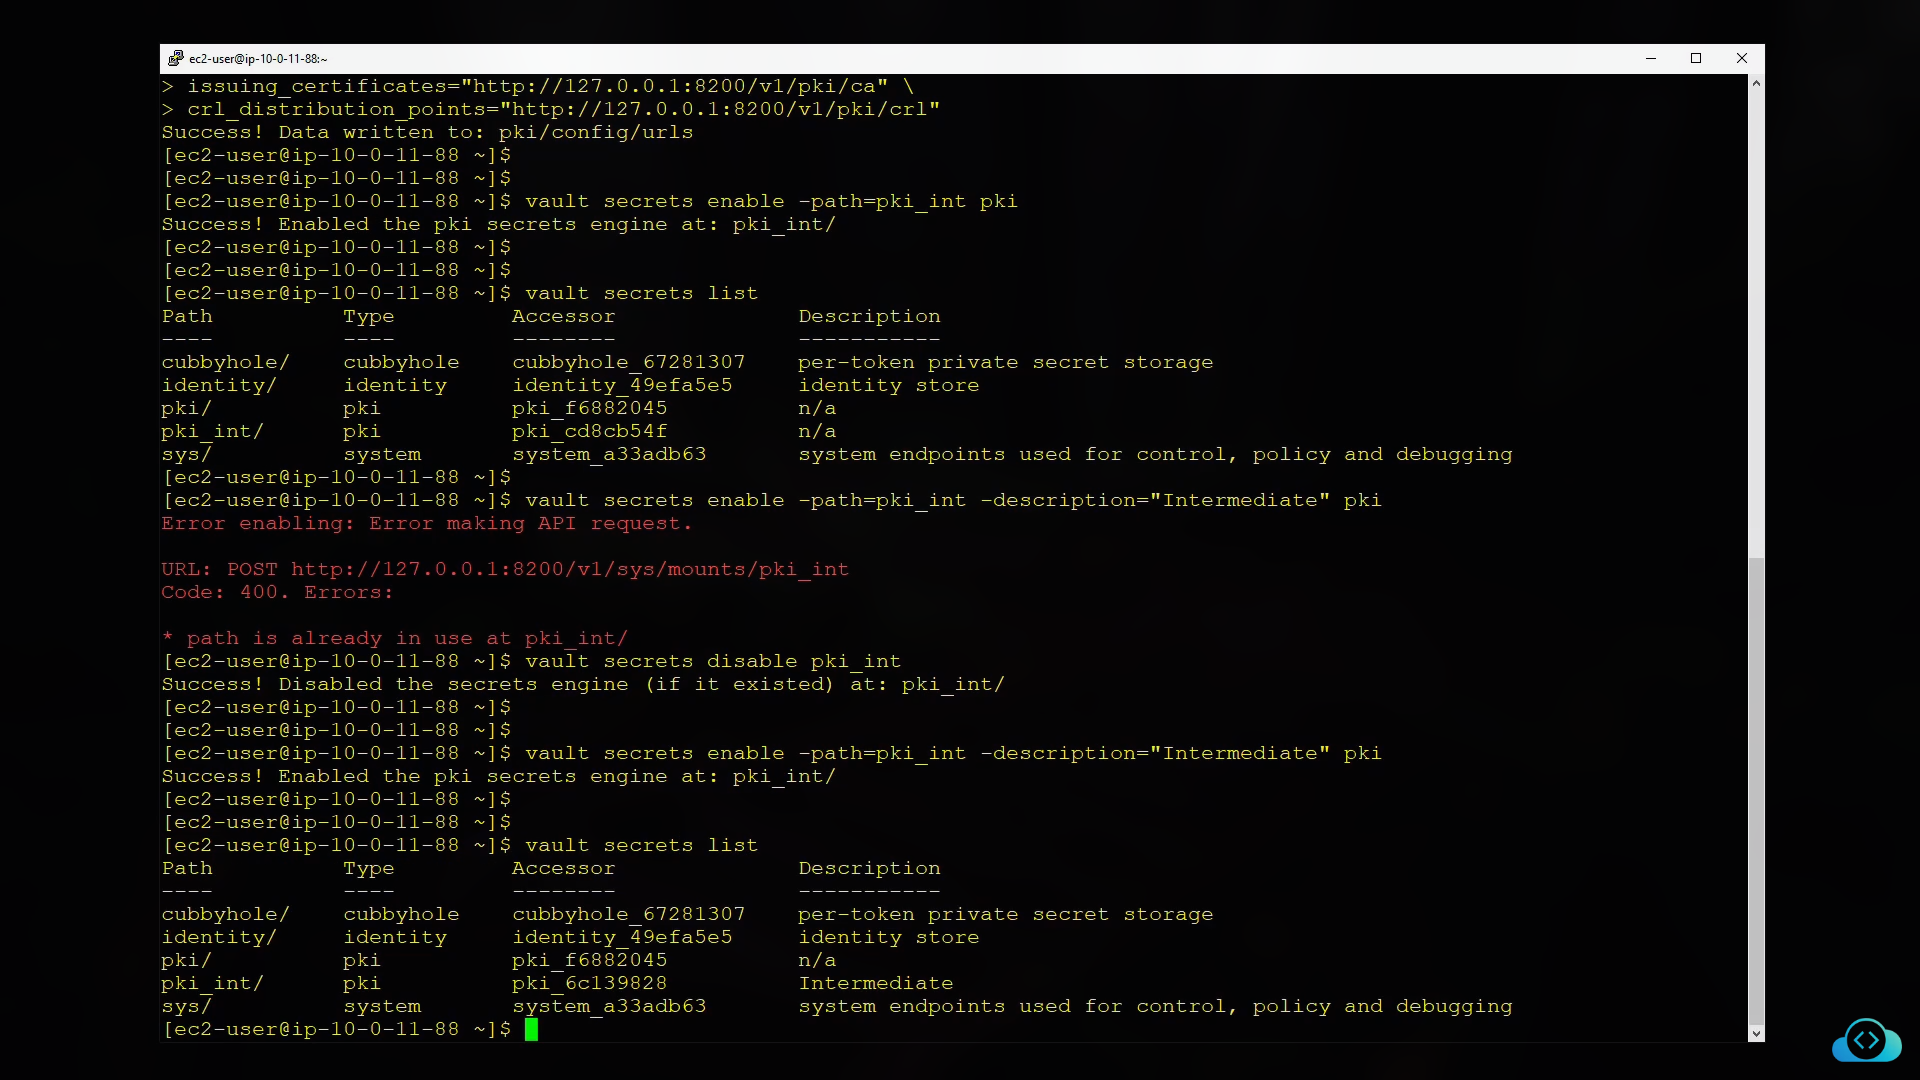 ec2-user@ip-10-0-11-88:~
> issuing_certificates="http://127.0.0.1:8200/v1/pki/ca" \
> crl_distribution_points="http://127.0.0.1:8200/v1/pki/crl"
Success! Data written to: pki/config/urls
[ec2-user@ip-10-0-11-88 ~]$
[ec2-user@ip-10-0-11-88 ~]$
[ec2-user@ip-10-0-11-88 ~]$ vault secrets enable -path=pki_int pki
Success! Enabled the pki secrets engine at: pki_int/
[ec2-user@ip-10-0-11-88 ~]$
[ec2-user@ip-10-0-11-88 ~]$
[ec2-user@ip-10-0-11-88 ~]$ vault secrets list
Path Type Accessor Description
---- ---- -------- -----------
cubbyhole/ cubbyhole cubbyhole_67281307 per-token private secret storage
identity/ identity identity_49efa5e5 identity store
pki/ pki pki_f6882045 n/a
pki_int/ pki pki_cd8cb54f n/a
sys/ system system_a33adb63 system endpoints used for control, policy and debugging
[ec2-user@ip-10-0-11-88 ~]$
[ec2-user@ip-10-0-11-88 ~]$ vault secrets enable -path=pki_int -description="Intermediate" pki
Error enabling: Error making API request.
URL: POST http://127.0.0.1:8200/v1/sys/mounts/pki_int
Code: 400. Errors:
* path is already in use at pki_int/
[ec2-user@ip-10-0-11-88 ~]$ vault secrets disable pki_int
Success! Disabled the secrets engine (if it existed) at: pki_int/
[ec2-user@ip-10-0-11-88 ~]$
[ec2-user@ip-10-0-11-88 ~]$
[ec2-user@ip-10-0-11-88 ~]$ vault secrets enable -path=pki_int -description="Intermediate" pki
Success! Enabled the pki secrets engine at: pki_int/
[ec2-user@ip-10-0-11-88 ~]$
[ec2-user@ip-10-0-11-88 ~]$
[ec2-user@ip-10-0-11-88 ~]$ vault secrets list
Path Type Accessor Description
---- ---- -------- -----------
cubbyhole/ cubbyhole cubbyhole_67281307 per-token private secret storage
identity/ identity identity_49efa5e5 identity store
pki/ pki pki_f6882045 n/a
pki_int/ pki pki_6c139828 Intermediate
sys/ system system_a33adb63 system endpoints used for control, policy and debugging
[ec2-user@ip-10-0-11-88 ~]$